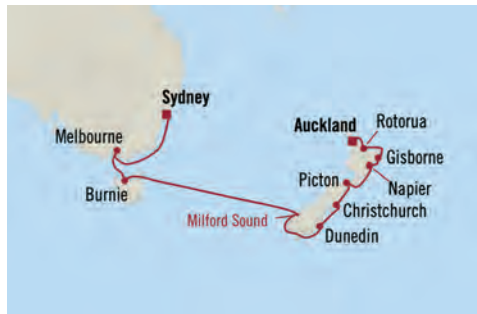 Sydney
Melbourne
Burnie
Auckland
Rotorua
Gisborne
Napier
Picton
Christchurch
Milford Sound
Dunedin